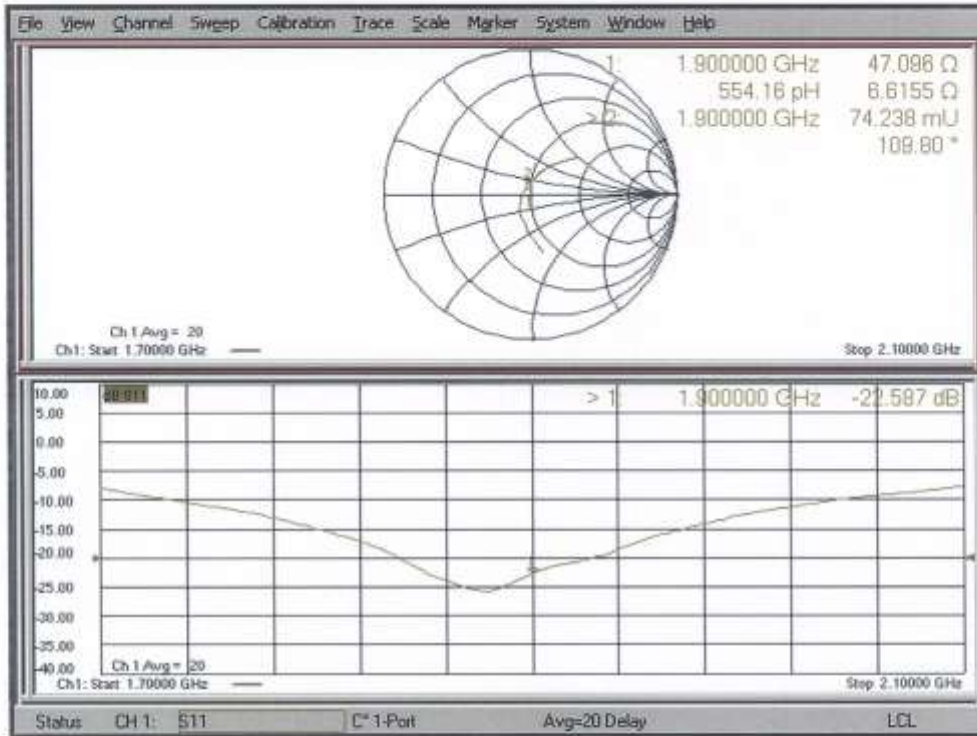 File View Channel Sweep Calibration Trace Scale Marker System Window Help
1: 1.900000 GHz 47.096 Ω
554.16 pH 6.6155 Ω
> 2: 1.900000 GHz 74.238 mU
109.80 °
Ch 1 Avg = 20
Ch1: Start 1.70000 GHz
Stop 2.10000 GHz
10.00
> 1: 1.900000 GHz -22.587 dB
5.00
0.00
-5.00
-10.00
-15.00
-20.00
-25.00
-30.00
-35.00
-40.00
Ch 1 Avg = 20
Ch1: Start 1.70000 GHz
Stop 2.10000 GHz
Status CH 1: S11 C* 1-Port Avg=20 Delay LCL